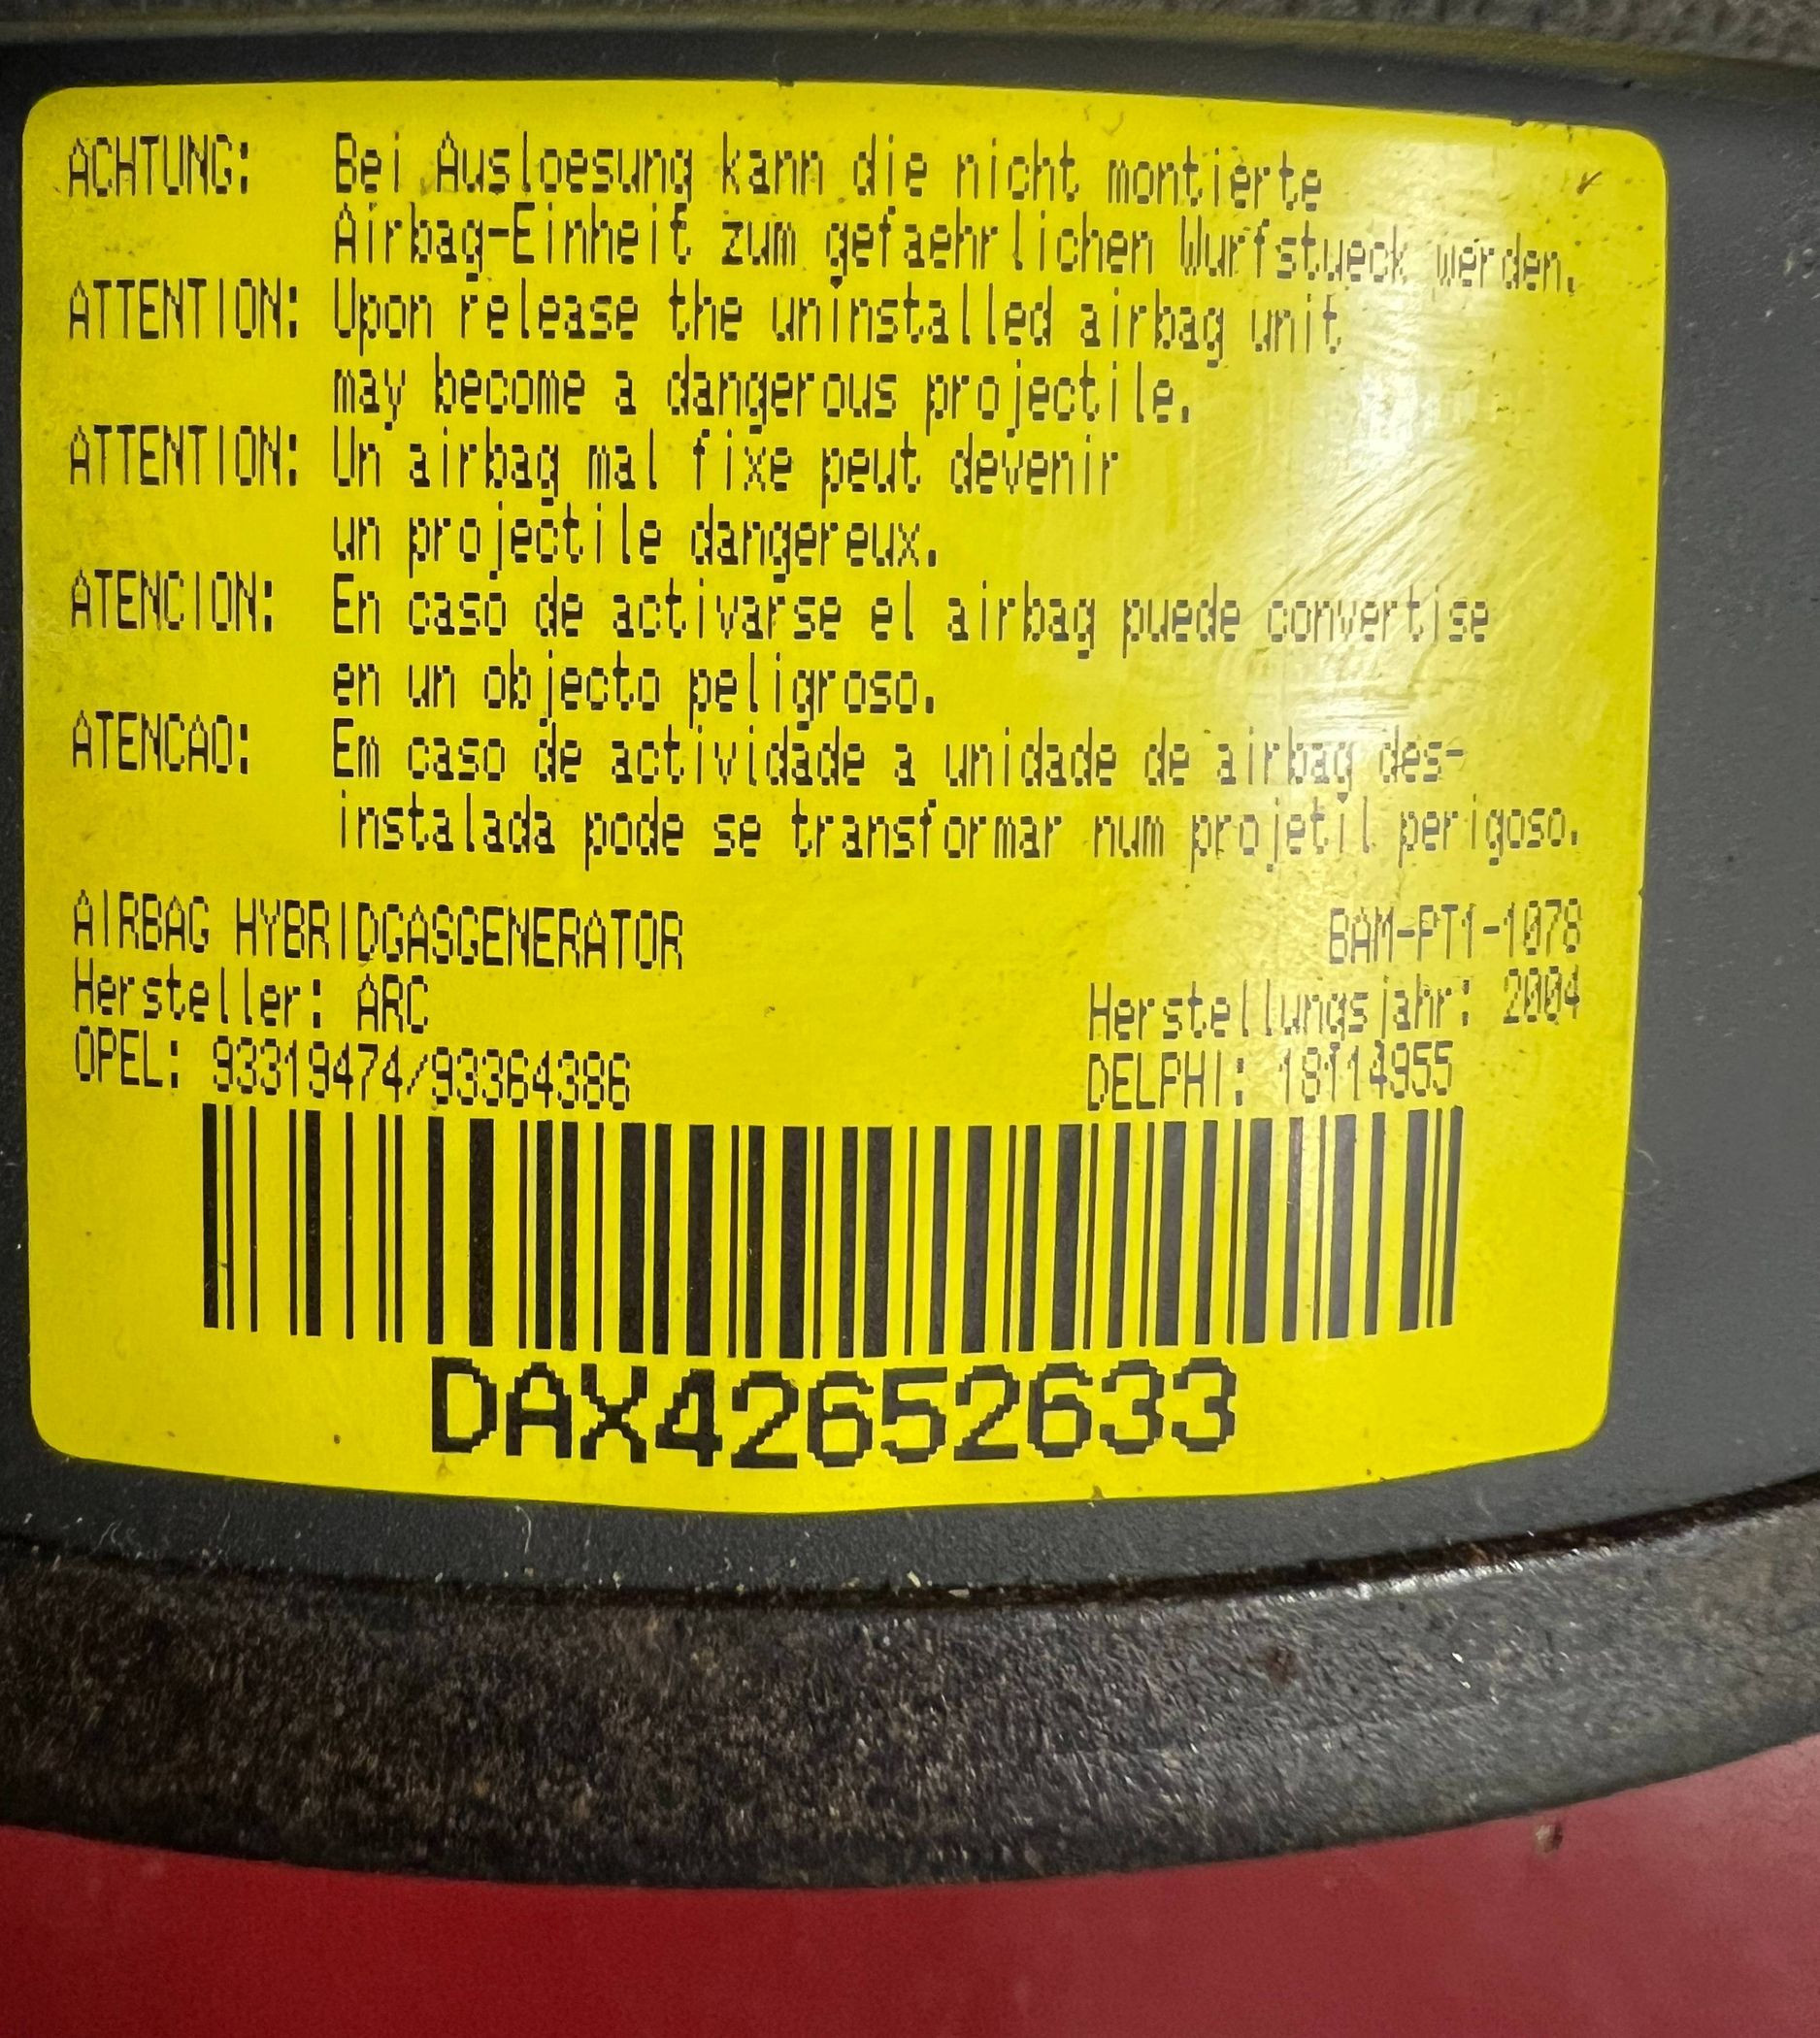 ACHTUNG: Bei Ausloesung kann die nicht montierte
Airbag-Einheit zum gefaehrlichen Wurfstueck werden.
ATTENTION: Upon release the uninstalled airbag unit
may become a dangerous projectile.
ATTENTION: Un airbag mal fixe peut devenir
un projectile dangereux.
ATENCION: En caso de activarse el airbag puede convertise
en un objecto peligroso.
ATENCAO: Em caso de actividade a unidade de airbag des-
instalada pode se transformar num projetil perigoso.
AIRBAG HYBRIDGASGENERATOR BAM-PT1-1078
Hersteller: ARC Herstellungsjahr: 2004
OPEL: 93319474/93364386 DELPHI: 18114955
DAX42652633